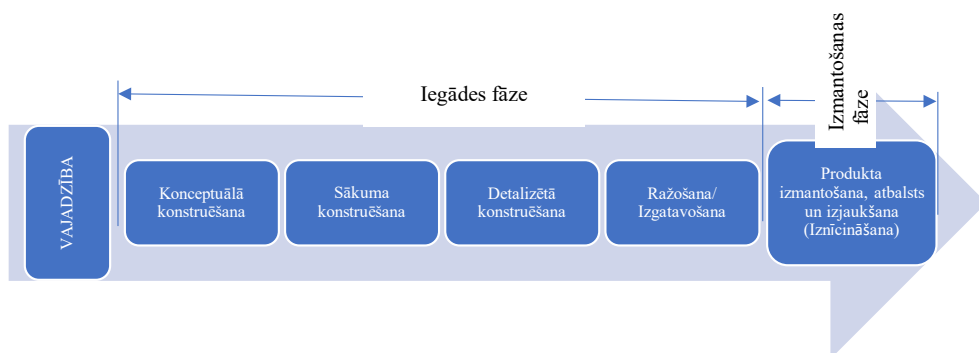 Iegādes fāze
Izmantošanas
fāze
VAJADZĪBA
Konceptuālā
konstruēšana
Sākuma
konstruēšana
Detalizētā
konstruēšana
Ražošana/
Izgatavošana
Produkta
izmantošana, atbalsts
un izjaukšana
(Iznīcināšana)